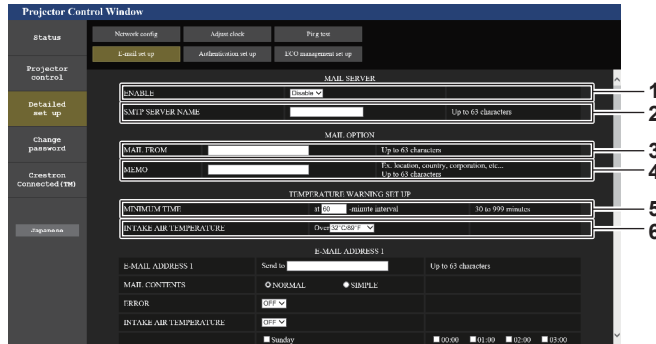 Projector Control Window
Status
Network config
Adjust clock
Ping test
E-mail set up
Authentication set up
ECO management set up
Projector
control
Detailed
set up
Change
password
Crestron
Connected(TM)
Japanese
MAIL SERVER
ENABLE Disable 1
SMTP SERVER NAME Up to 63 characters 2
MAIL OPTION
MAIL FROM Up to 63 characters 3
MEMO Ex. location, country, corporation, etc... 4
Up to 63 characters
TEMPERATURE WARNING SET UP
MINIMUM TIME at 60 -minute interval 30 to 999 minutes 5
INTAKE AIR TEMPERATURE Over 32°C/89°F 6
E-MAIL ADDRESS 1
E-MAIL ADDRESS 1 Send to Up to 63 characters
MAIL CONTENTS NORMAL SIMPLE
ERROR OFF
INTAKE AIR TEMPERATURE OFF
Sunday 00:00 01:00 02:00 03:00